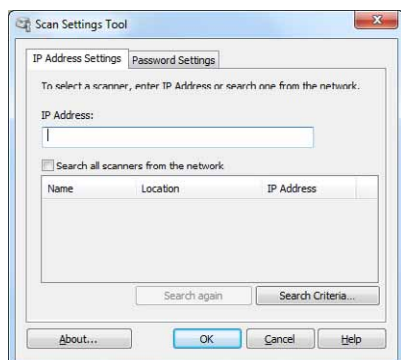 Scan Settings Tool
IP Address Settings Password Settings
To select a scanner, enter IP Address or search one from the network.
IP Address:
Search all scanners from the network
Name Location IP Address
Search again Search Criteria...
About... OK Cancel Help